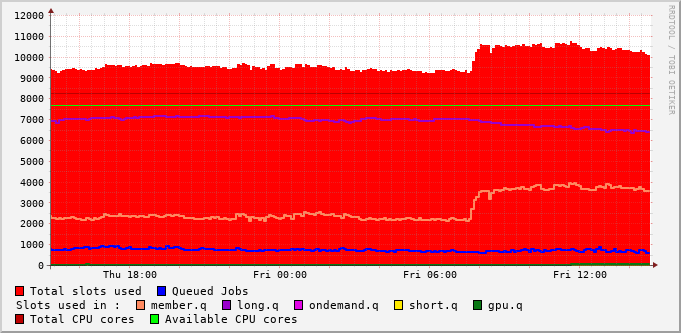 12000
11000
10000
9000
8000
7000
6000
5000
4000
3000
2000
1000
0
Thu 18:00 Fri 00:00 Fri 06:00 Fri 12:00
RRDTOOL / TOBI OETIKER
Total slots used Queued Jobs
Slots used in : member.q long.q ondemand.q short.q gpu.q
Total CPU cores Available CPU cores